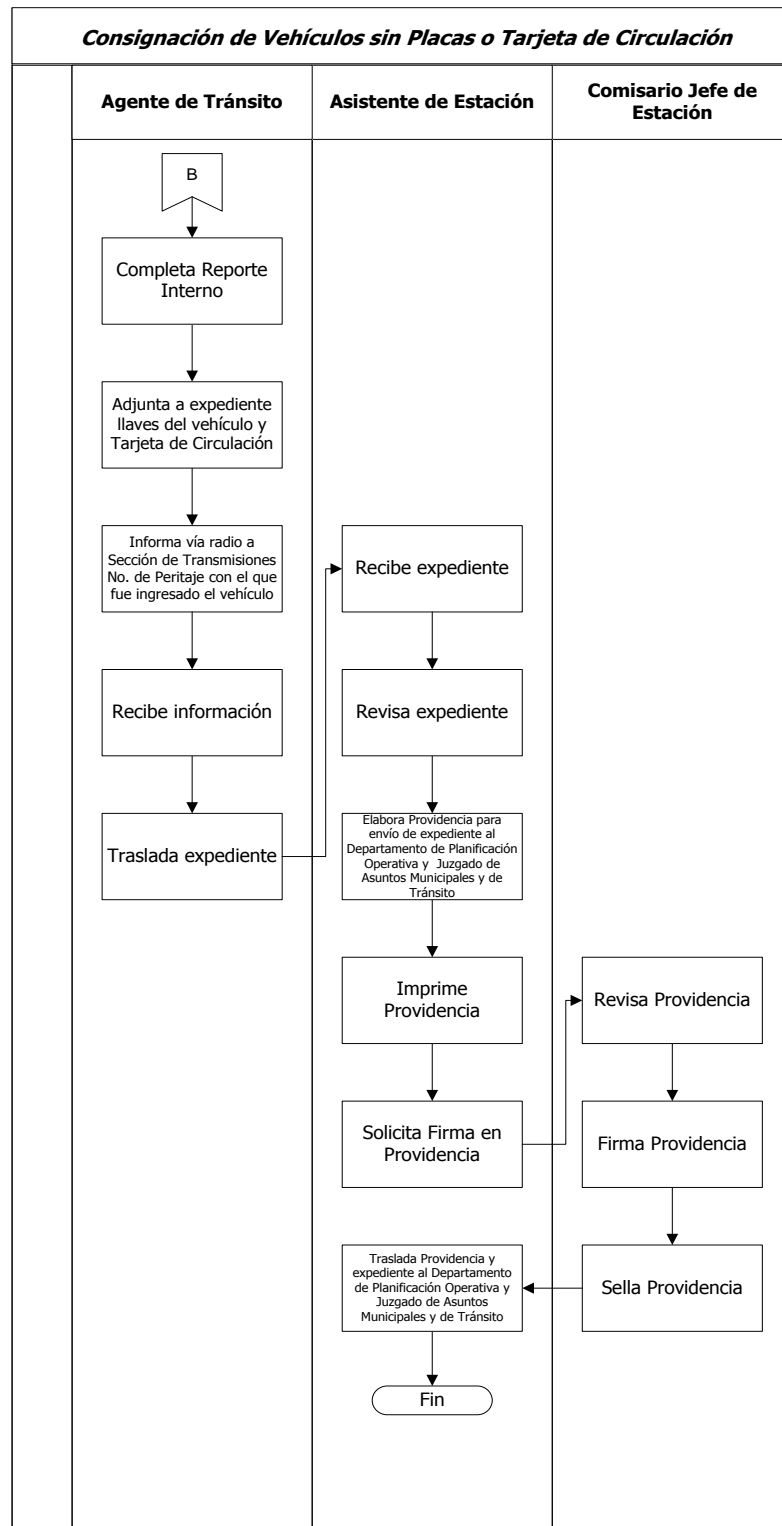 Consignación de Vehículos sin Placas o Tarjeta de Circulación
Agente de Tránsito
Asistente de Estación
Comisario Jefe de
Estación
B
Completa Reporte
Interno
Adjunta a expediente
llaves del vehículo y
Tarjeta de Circulación
Informa vía radio a
Sección de Transmisiones
No. de Peritaje con el que
fue ingresado el vehículo
Recibe información
Traslada expediente
Recibe expediente
Revisa expediente
Elabora Providencia para
envío de expediente al
Departamento de Planificación
Operativa y Juzgado de
Asuntos Municipales y de
Tránsito
Imprime
Providencia
Solicita Firma en
Providencia
Revisa Providencia
Firma Providencia
Sella Providencia
Traslada Providencia y
expediente al Departamento
de Planificación Operativa y
Juzgado de Asuntos
Municipales y de Tránsito
Fin